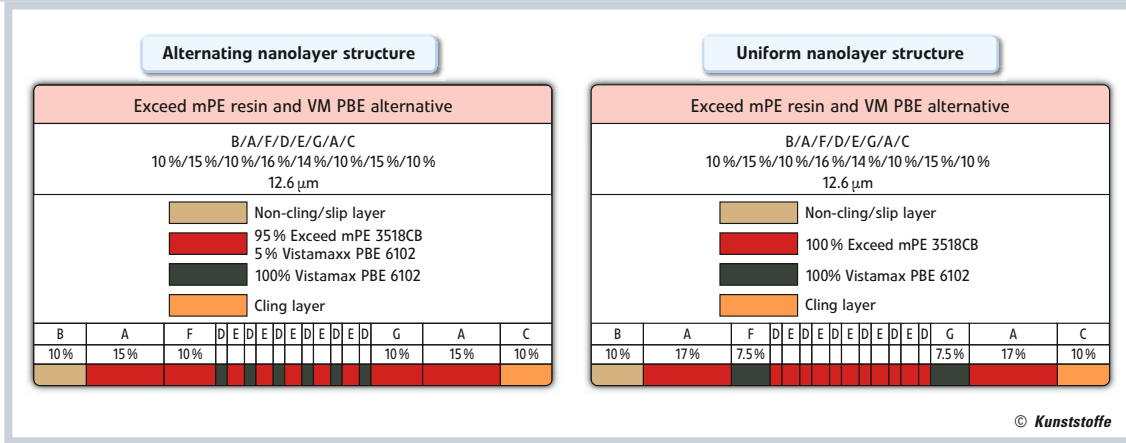 Alternating nanolayer structure
Exceed mPE resin and VM PBE alternative
B/A/F/D/E/G/A/C
10 %/15 %/10 %/16 %/14 %/10 %/15 %/10 %
12.6 µm
Non-cling/slip layer
95 % Exceed mPE 3518CB
5 % Vistamaxx PBE 6102
100% Vistamax PBE 6102
Cling layer
B A F D E D E D E D E D E D G A C
10 % 15 % 10 % 10 % 15 % 10 %
Uniform nanolayer structure
Exceed mPE resin and VM PBE alternative
B/A/F/D/E/G/A/C
10 %/15 %/10 %/16 %/14 %/10 %/15 %/10 %
12.6 µm
Non-cling/slip layer
100 % Exceed mPE 3518CB
100% Vistamax PBE 6102
Cling layer
B A F D E D E D E D E D E D G A C
10 % 17 % 7.5 % 7.5 % 17 % 10 %
© Kunststoffe